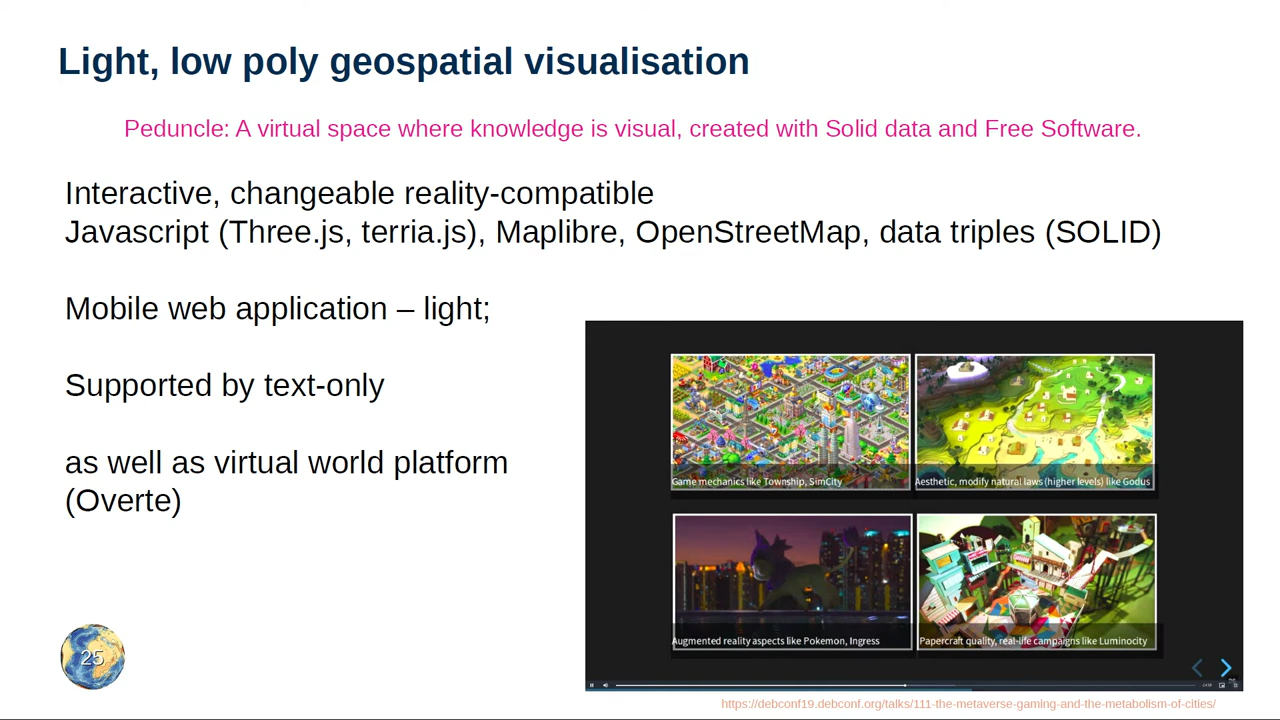 Light, low poly geospatial visualisation
Peduncle: A virtual space where knowledge is visual, created with Solid data and Free Software.
Interactive, changeable reality-compatible
Javascript (Three.js, terria.js), Maplibre, OpenStreetMap, data triples (SOLID)
Mobile web application – light;
Supported by text-only
as well as virtual world platform
(Overte)
Game mechanics like Township, SimCity
Aesthetic, modify natural laws (higher levels) like Godus
Augmented reality aspects like Pokemon, Ingress
Papercraft quality, real-life campaigns like Luminocity
25
https://debconf19.debconf.org/talks/111-the-metaverse-gaming-and-the-metabolism-of-cities/